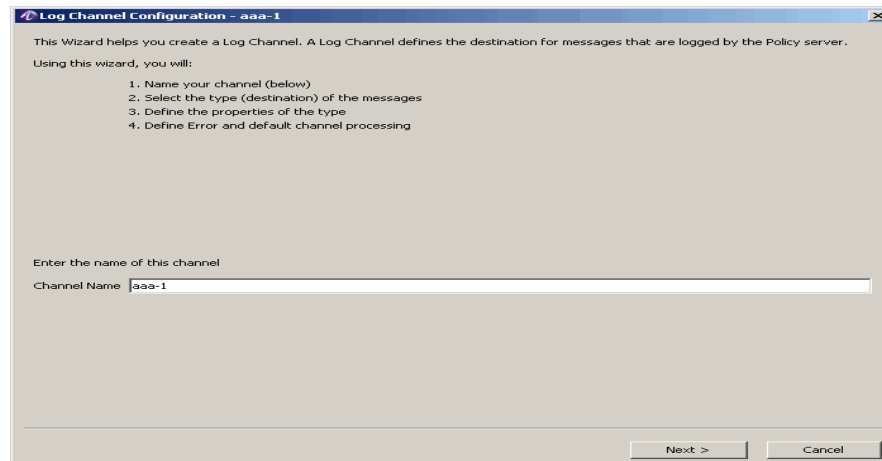 Log Channel Configuration - aaa-1
This Wizard helps you create a Log Channel. A Log Channel defines the destination for messages that are logged by the Policy server.
Using this wizard, you will:
1. Name your channel (below)
2. Select the type (destination) of the messages
3. Define the properties of the type
4. Define Error and default channel processing
Enter the name of this channel
Channel Name aaa-1
Next > Cancel